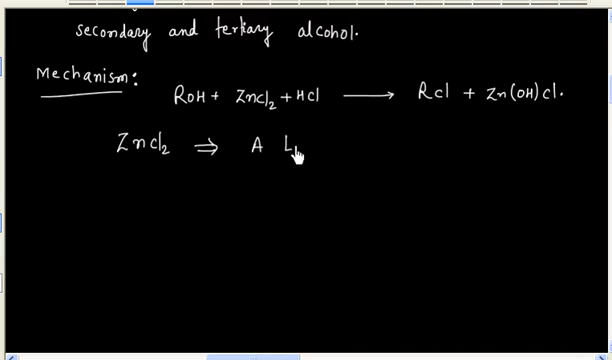 secondary and tertiary alcohol.
Mechanism:
ROH + ZnCl2 + HCl ⟶ RCl + Zn(OH)Cl.
ZnCl2 ⇒ A L